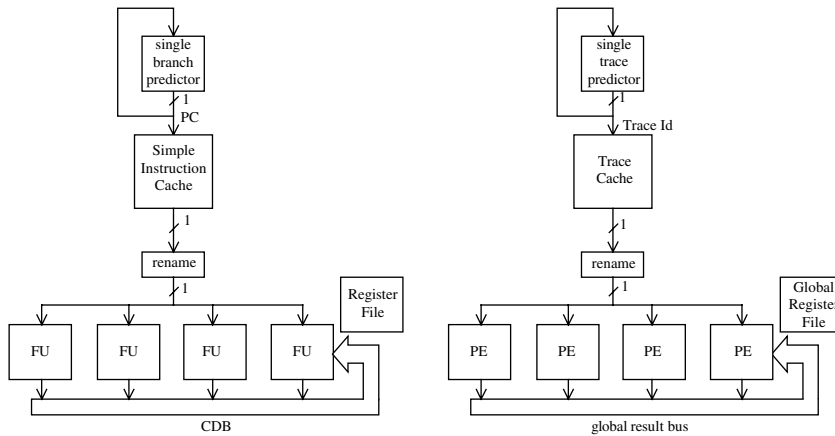 single
branch
predictor
1
PC
Simple
Instruction
Cache
1
rename
1
Register
File
FU
FU
FU
FU
CDB
single
trace
predictor
1
Trace Id
Trace
Cache
1
rename
1
Global
Register
File
PE
PE
PE
PE
global result bus